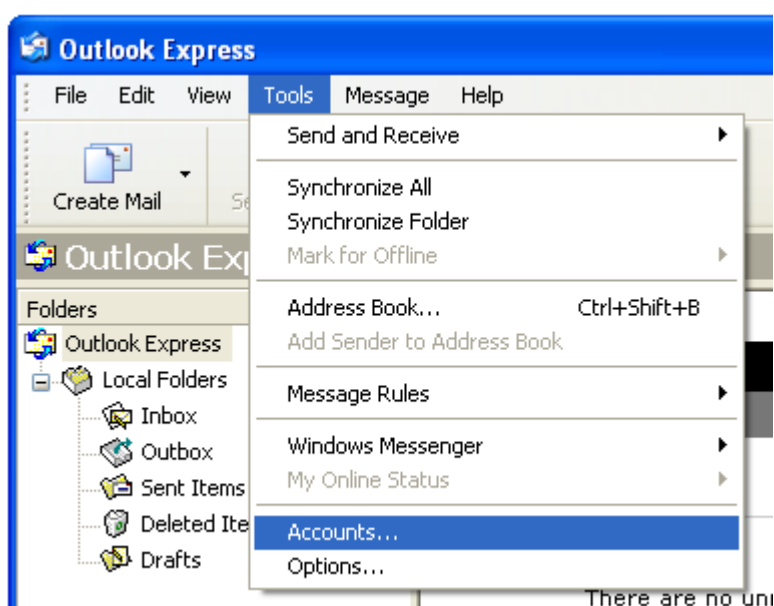 Outlook Express
File Edit View Tools Message Help
Send and Receive
Create Mail
Synchronize All
Synchronize Folder
Mark for Offline
Outlook
Folders
Address Book... Ctrl+Shift+B
Add Sender to Address Book
Outlook Express
Local Folders
Message Rules
Inbox
Outbox
Windows Messenger
My Online Status
Sent Items
Deleted
Accounts...
Drafts
Options...
There are no